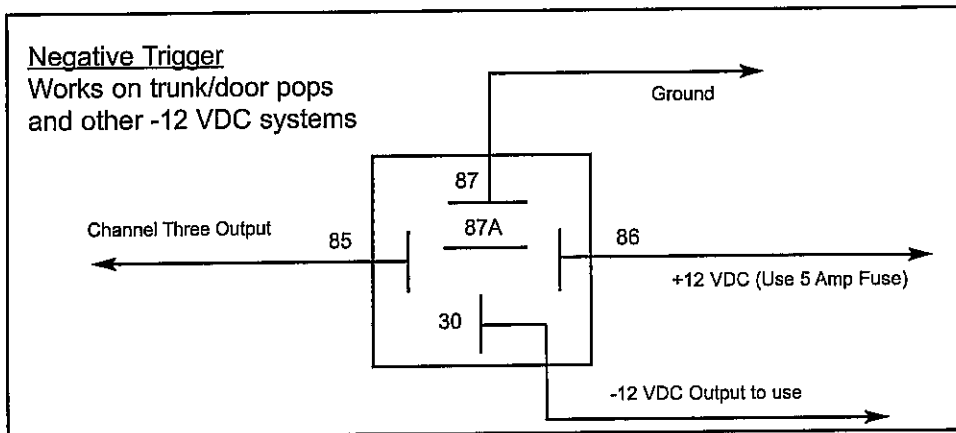 Negative Trigger
Works on trunk/door pops
and other -12 VDC systems
Ground
87
87A
Channel Three Output
85
86
+12 VDC (Use 5 Amp Fuse)
30
-12 VDC Output to use